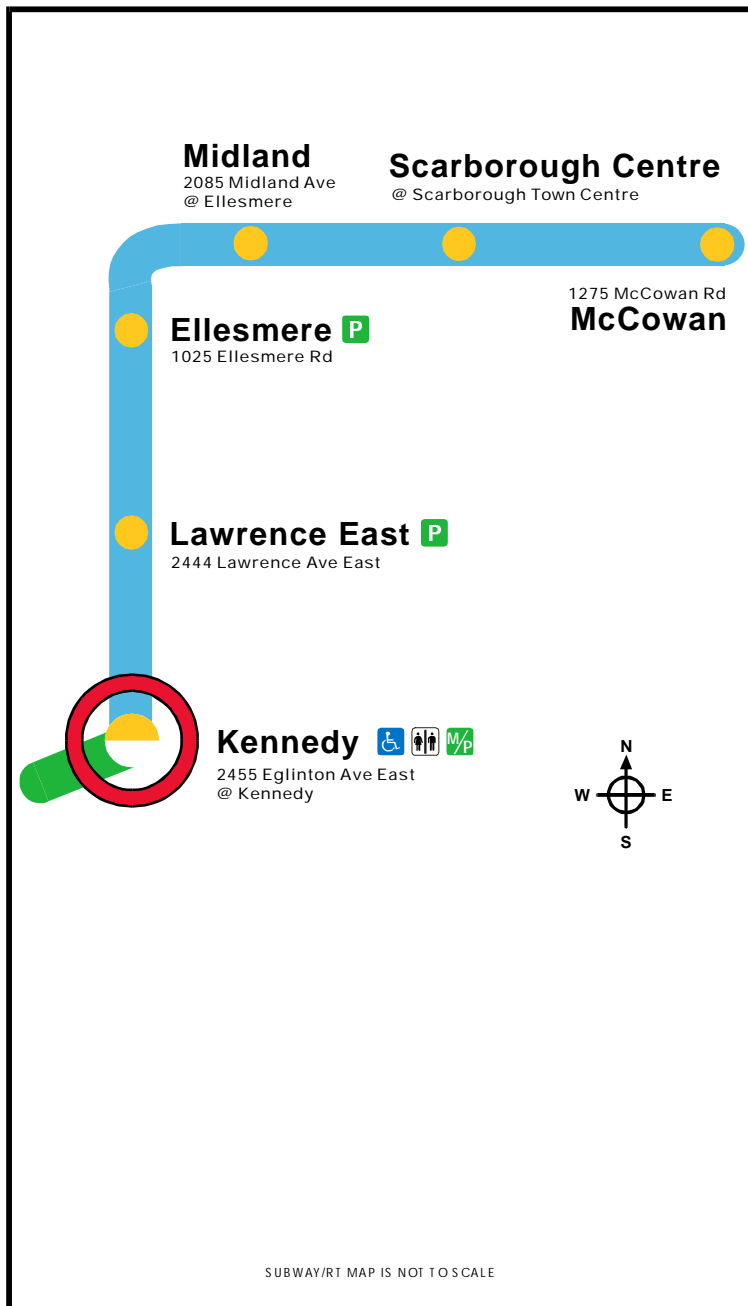 Midland
2085 Midland Ave
@ Ellesmere
Scarborough Centre
@ Scarborough Town Centre
1275 McCowan Rd
McCowan
Ellesmere P
1025 Ellesmere Rd
Lawrence East P
2444 Lawrence Ave East
Kennedy M/P
2455 Eglinton Ave East
@ Kennedy
N
W E
S
SUBWAY/RT MAP IS NOT TO SCALE